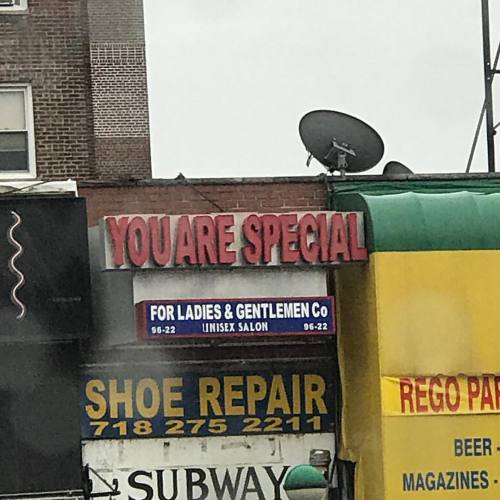 YOU ARE SPECIAL
FOR LADIES & GENTLEMEN Co
96-22 UNISEX SALON 96-22
SHOE REPAIR
718 275 2211
SUBWAY
REGO PAR
BEER -
MAGAZINES -